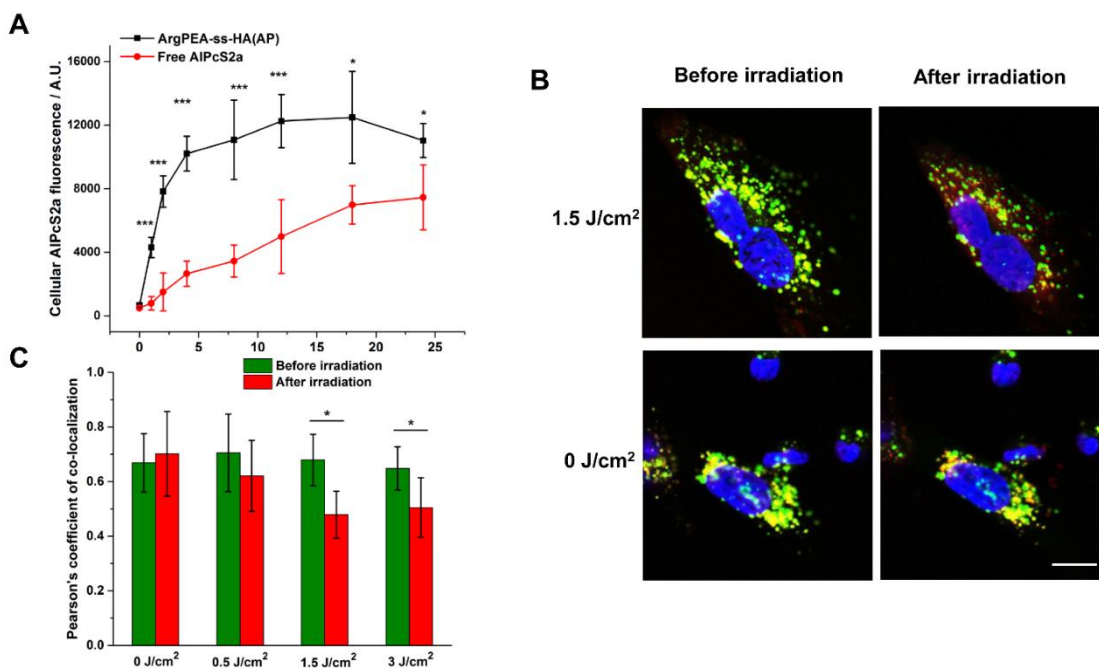 A
ArgPEA-ss-HA(AP)
Free AlPcS2a
Cellular AlPcS2a fluorescence / A.U.
16000
12000
8000
4000
0
***
***
***
***
***
*
*
0
5
10
15
20
25
B
Before irradiation
After irradiation
1.5 J/cm²
0 J/cm²
C
Before irradiation
After irradiation
Pearson's coefficient of co-localization
1.0
0.8
0.6
0.4
0.2
0.0
*
*
0 J/cm²
0.5 J/cm²
1.5 J/cm²
3 J/cm²